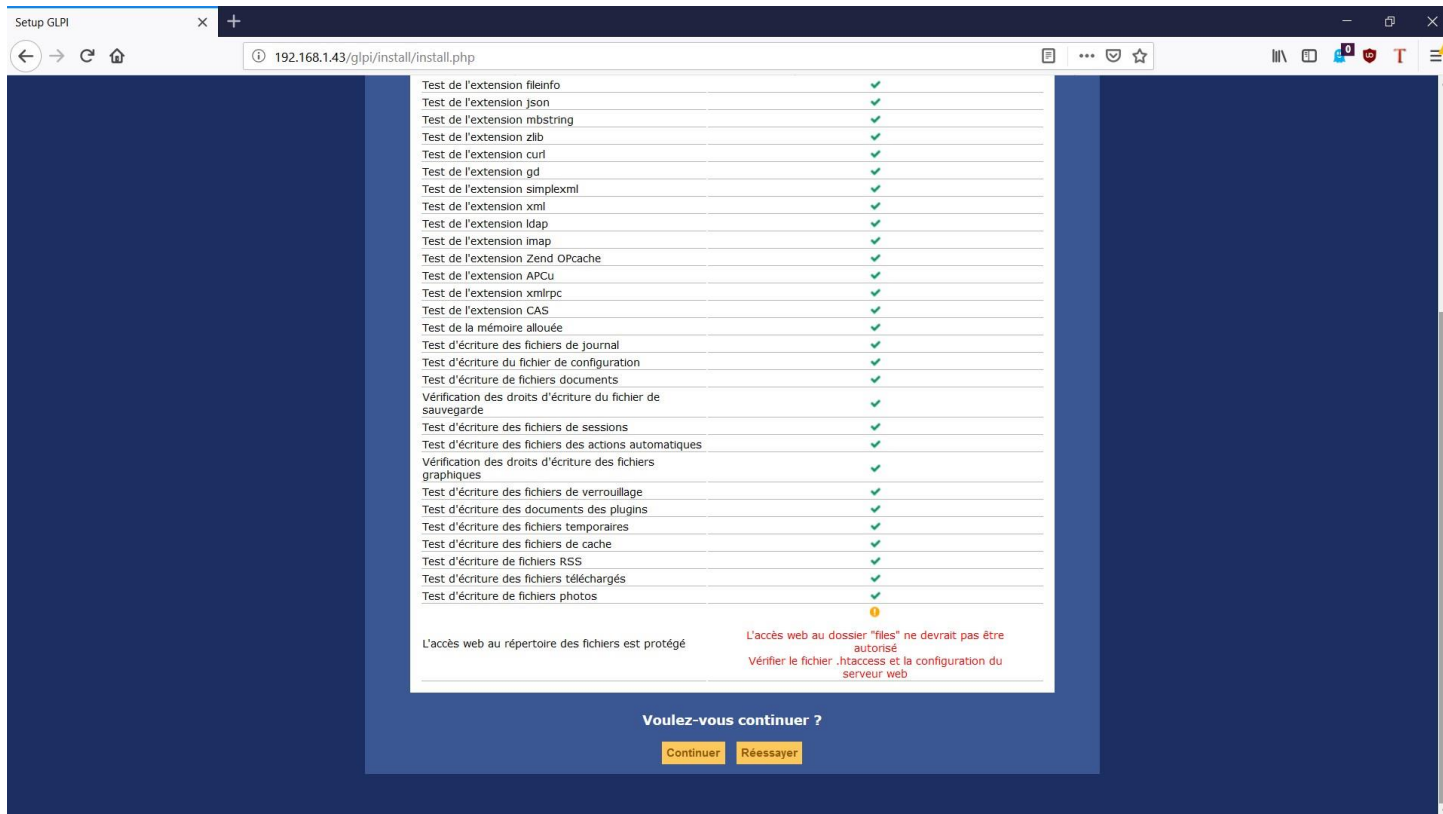 Setup GLPI
192.168.1.43/glpi/install/install.php
0
T
Test de l'extension fileinfo
Test de l'extension json
Test de l'extension mbstring
Test de l'extension zlib
Test de l'extension curl
Test de l'extension gd
Test de l'extension simplexml
Test de l'extension xml
Test de l'extension ldap
Test de l'extension imap
Test de l'extension Zend OPcache
Test de l'extension APCu
Test de l'extension xmlrpc
Test de l'extension CAS
Test de la mémoire allouée
Test d'écriture des fichiers de journal
Test d'écriture du fichier de configuration
Test d'écriture de fichiers documents
Vérification des droits d'écriture du fichier de
sauvegarde
Test d'écriture des fichiers de sessions
Test d'écriture des fichiers des actions automatiques
Vérification des droits d'écriture des fichiers
graphiques
Test d'écriture des fichiers de verrouillage
Test d'écriture des documents des plugins
Test d'écriture des fichiers temporaires
Test d'écriture des fichiers de cache
Test d'écriture de fichiers RSS
Test d'écriture des fichiers téléchargés
Test d'écriture de fichiers photos
L'accès web au répertoire des fichiers est protégé
L'accès web au dossier "files" ne devrait pas être
autorisé
Vérifier le fichier .htaccess et la configuration du
serveur web
Voulez-vous continuer ?
Continuer
Réessayer